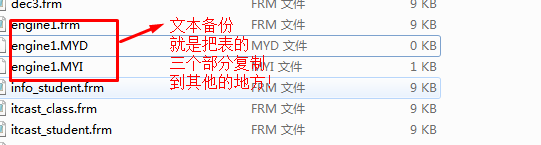 dec3.frm FRM 文件 9 KB
engine1.frm FRM 文件 9 KB
engine1.MYD MYD 文件 0 KB
engine1.MYI MYI 文件 1 KB
info_student.frm FRM 文件 9 KB
itcast_class.frm FRM 文件 9 KB
itcast_student.frm FRM 文件 9 KB
文本备份
就是把表的
三个部分复制
到其他的地方!